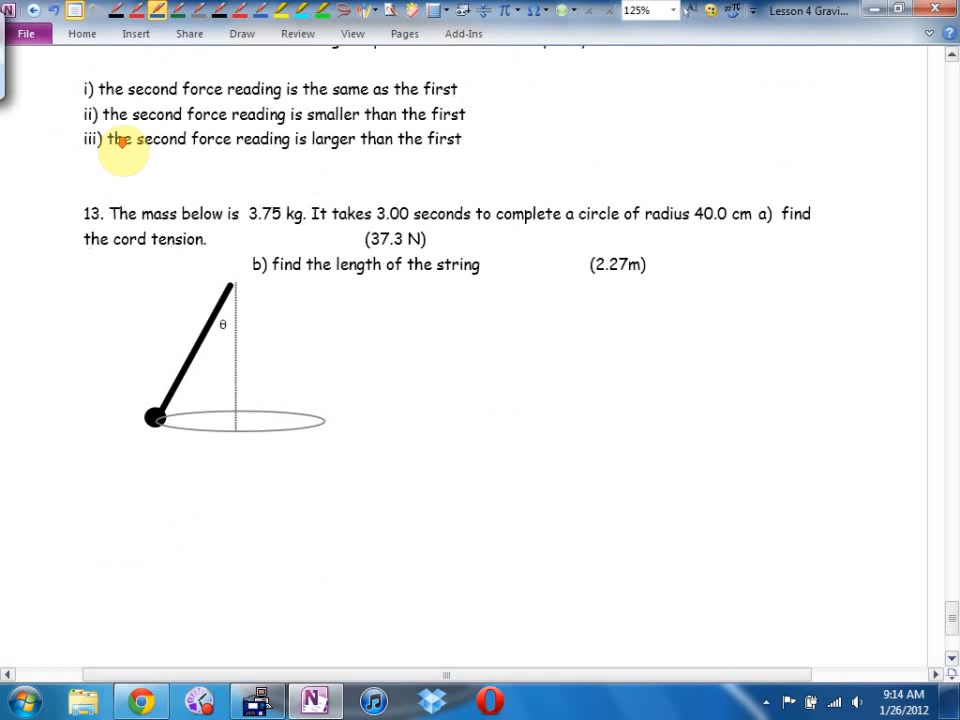 125%
Lesson 4 Gravi...
File Home Insert Share Draw Review View Pages Add-Ins
i) the second force reading is the same as the first
ii) the second force reading is smaller than the first
iii) the second force reading is larger than the first
13. The mass below is 3.75 kg. It takes 3.00 seconds to complete a circle of radius 40.0 cm a) find
the cord tension. (37.3 N)
b) find the length of the string (2.27m)
θ
9:14 AM
1/26/2012